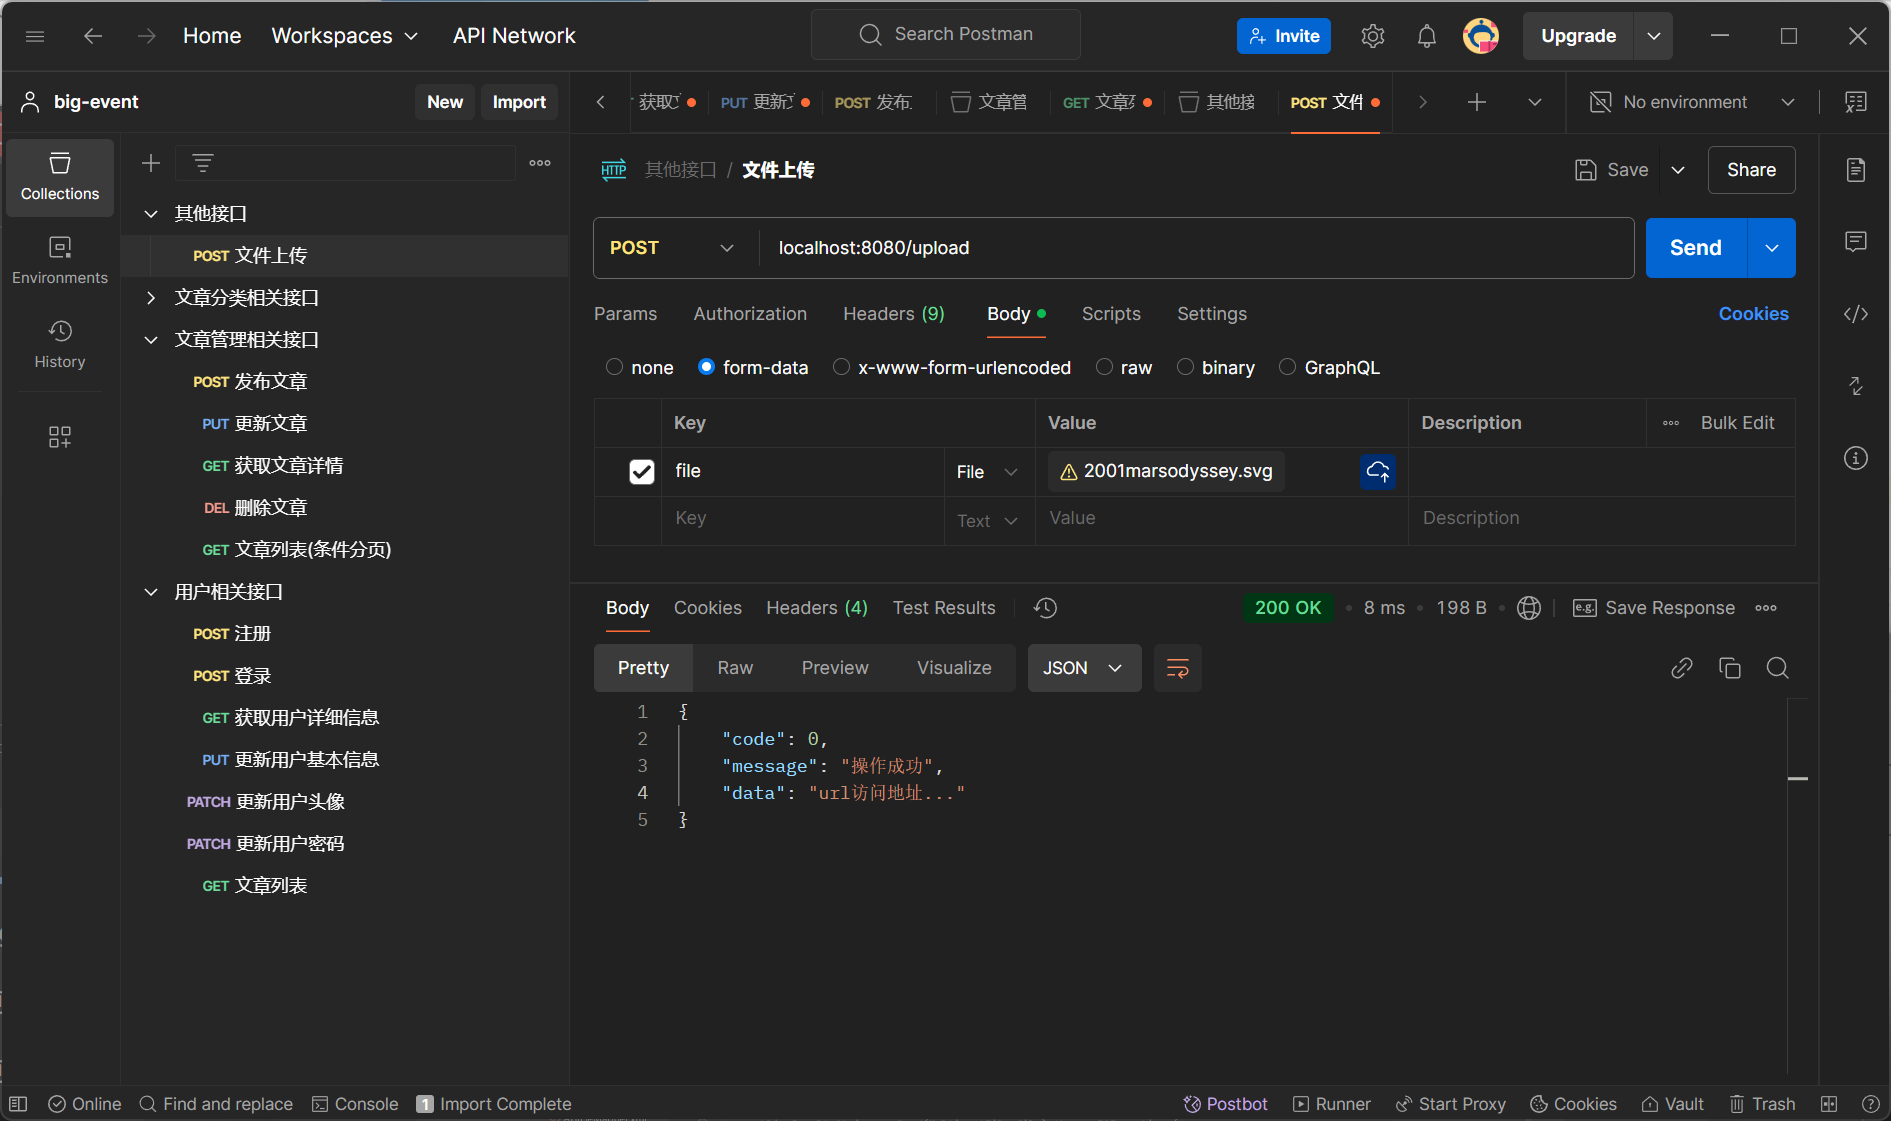 Home Workspaces API Network Search Postman Invite Upgrade
big-event New Import
获取 PUT 更新 POST 发布 文章管 GET 文章 其他接 POST 文件 No environment
Collections
Environments
History
其他接口
POST 文件上传
文章分类相关接口
文章管理相关接口
POST 发布文章
PUT 更新文章
GET 获取文章详情
DEL 删除文章
GET 文章列表(条件分页)
用户相关接口
POST 注册
POST 登录
GET 获取用户详细信息
PUT 更新用户基本信息
PATCH 更新用户头像
PATCH 更新用户密码
GET 文章列表
HTTP 其他接口 / 文件上传 Save Share
POST localhost:8080/upload Send
Params Authorization Headers (9) Body Scripts Settings Cookies
none form-data x-www-form-urlencoded raw binary GraphQL
Key Value Description Bulk Edit
file File 2001marsodyssey.svg
Key Text Value Description
Body Cookies Headers (4) Test Results 200 OK 8 ms 198 B e.g. Save Response
Pretty Raw Preview Visualize JSON
1 {
2 "code": 0,
3 "message": "操作成功",
4 "data": "url访问地址..."
5 }
Online Find and replace Console 1 Import Complete Postbot Runner Start Proxy Cookies Vault Trash